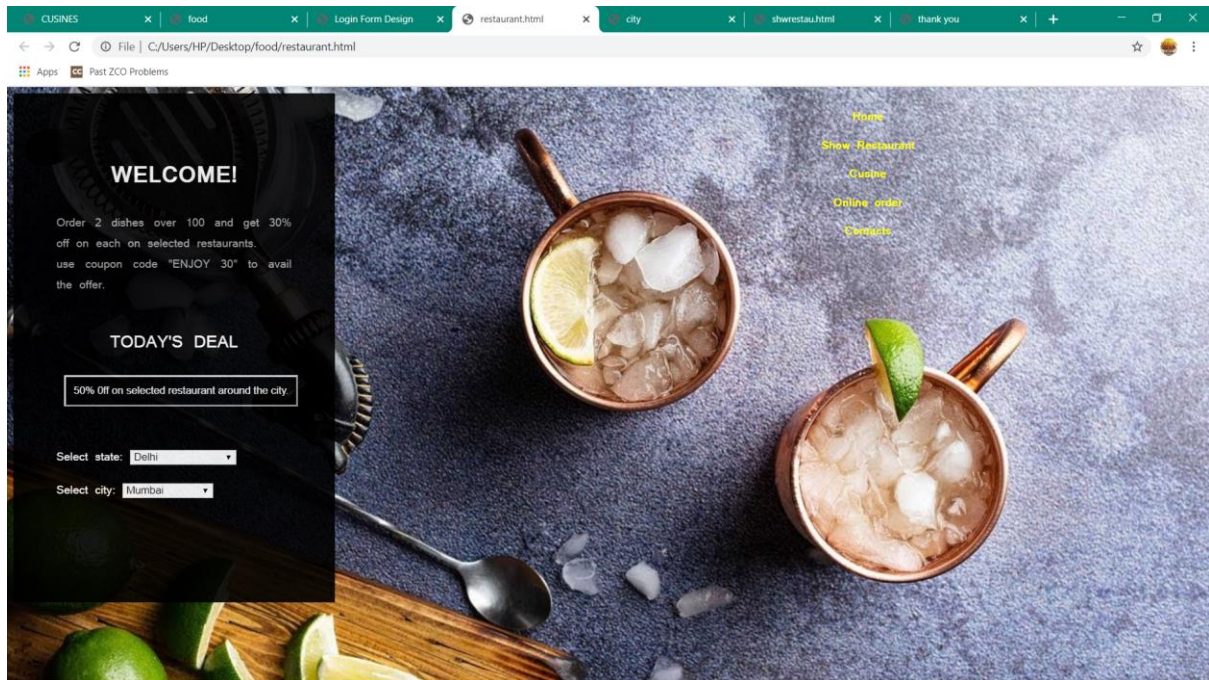 CUSINES
food
Login Form Design
restaurant.html
city
shwrestau.html
thank you
File | C:/Users/HP/Desktop/food/restaurant.html
Apps
CC Past ZCO Problems
WELCOME!
Order 2 dishes over 100 and get 30%
off on each on selected restaurants.
use coupon code "ENJOY 30" to avail
the offer.
TODAY'S DEAL
50% 0ff on selected restaurant around the city.
Select state: Delhi
Select city: Mumbai
Home
Show Restaurant
Cusine
Online order
Contacts